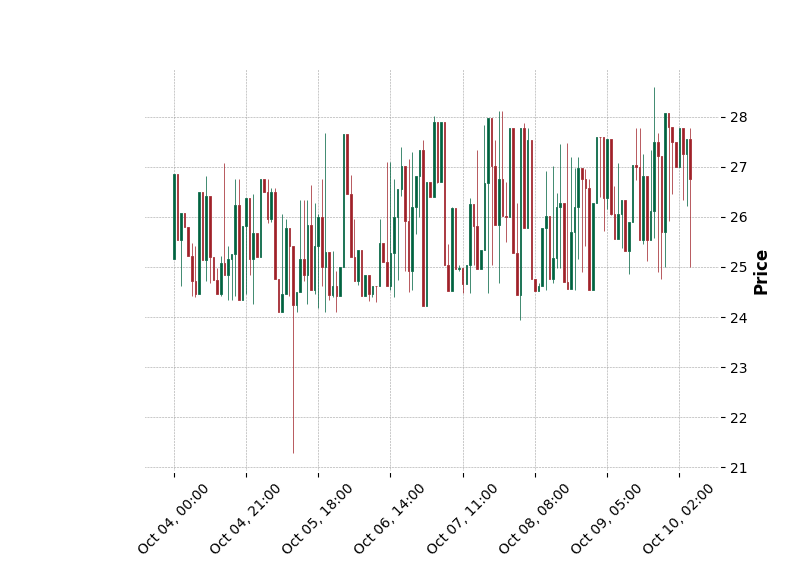 28
27
26
25
24
23
22
21
Price
Oct 04, 00:00
Oct 04, 21:00
Oct 05, 18:00
Oct 06, 14:00
Oct 07, 11:00
Oct 08, 08:00
Oct 09, 05:00
Oct 10, 02:00